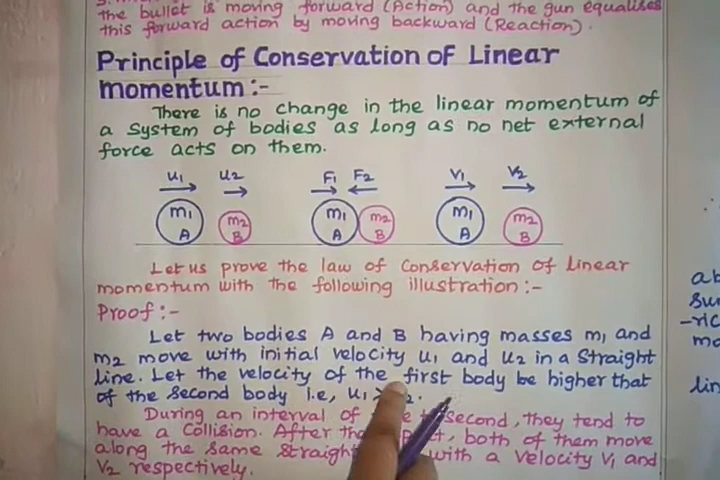 the bullet is moving forward (Action) and the gun equalises
this forward action by moving backward (Reaction).
Principle of Conservation of Linear
momentum :-
There is no change in the linear momentum of
a system of bodies as long as no net external
force acts on them.
u1 u2 F1 F2 V1 V2
m1 m2 m1 m2 m1 m2
A B A B A B
Let us prove the law of conservation of linear
momentum with the following illustration :-
Proof :-
Let two bodies A and B having masses m1 and
m2 move with initial velocity u1 and u2 in a straight
line. Let the velocity of the first body be higher that
of the second body i.e, u1 > 2.
During an interval of second, they tend to
have a collision. After both of them move
along the same straight with a velocity V1 and
V2 respectively.